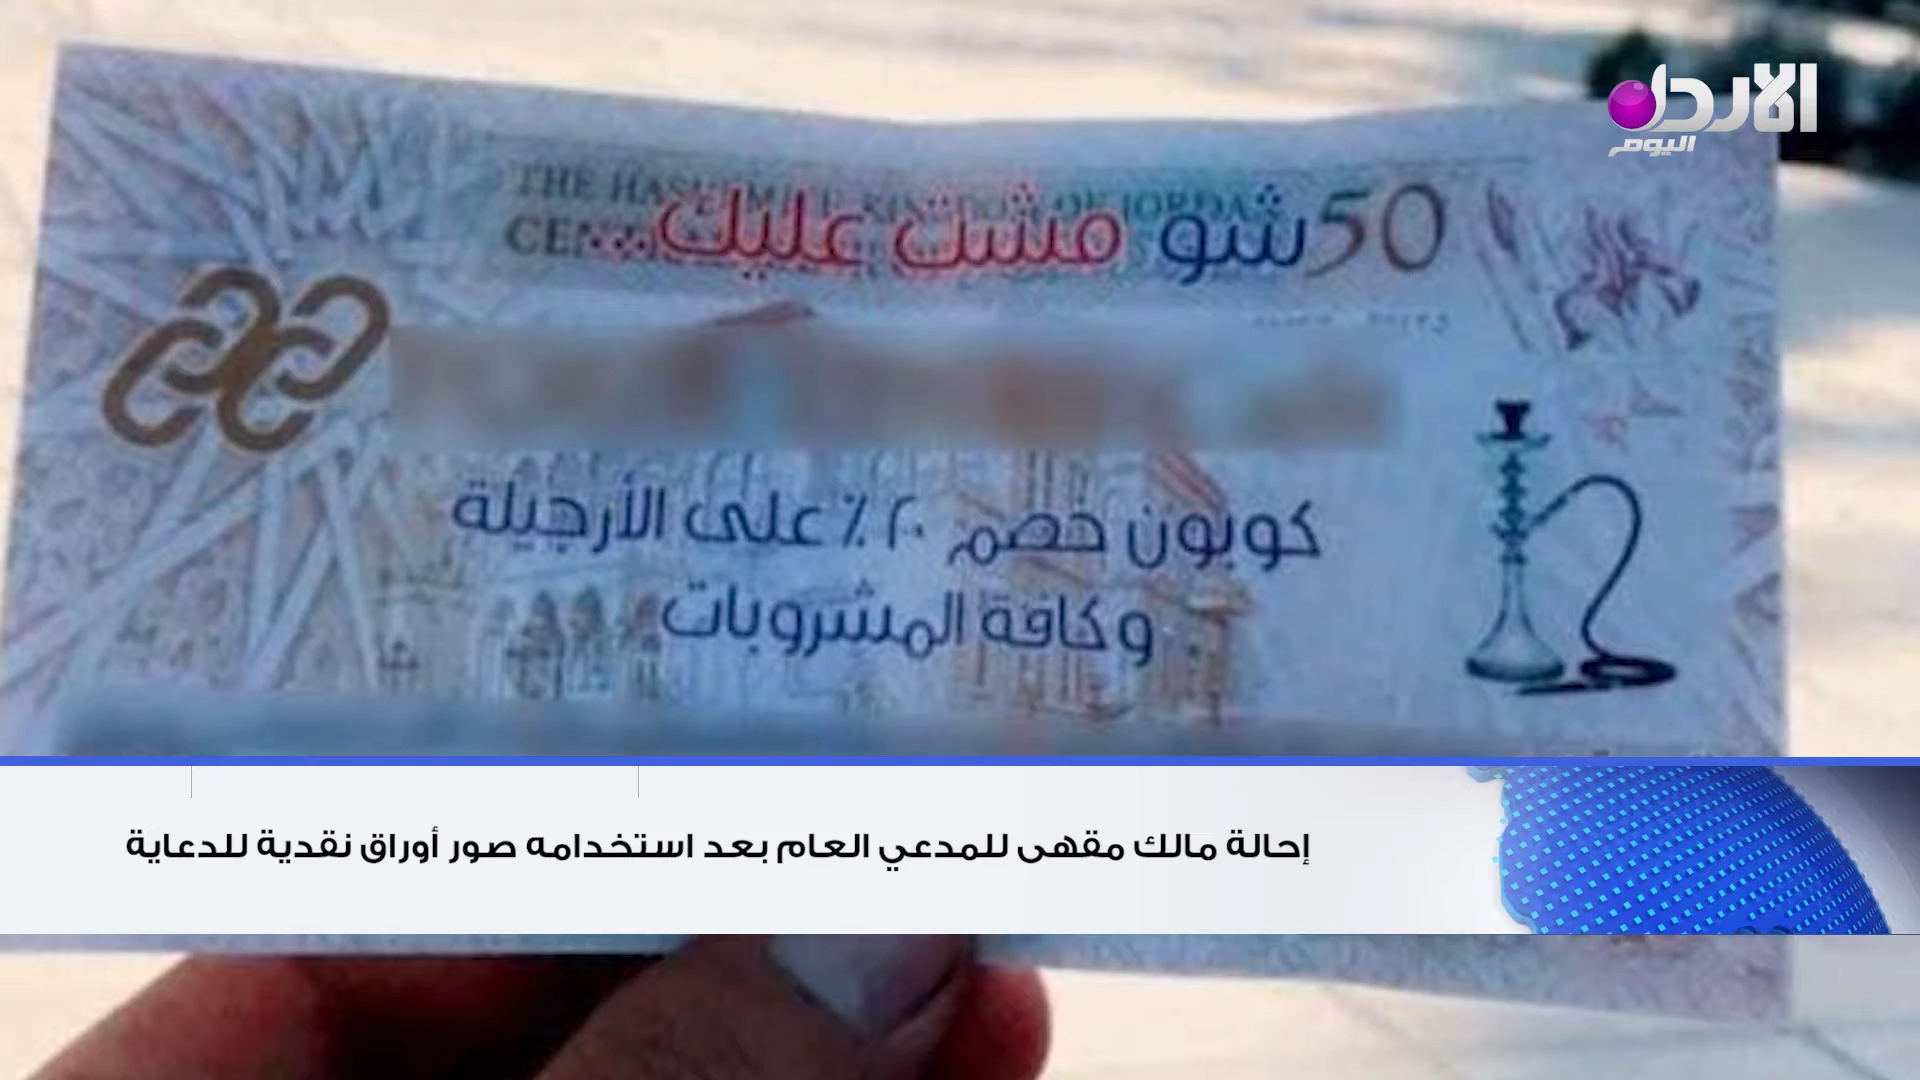 الاردن
اليوم
THE HASHEMITE KINGDOM OF JORDAN
50 شو مشت عليك...
كوبون خصم ٢٠٪ على الأرجيلة
وكافة المشروبات
إحالة مالك مقهى للمدعي العام بعد استخدامه صور أوراق نقدية للدعاية